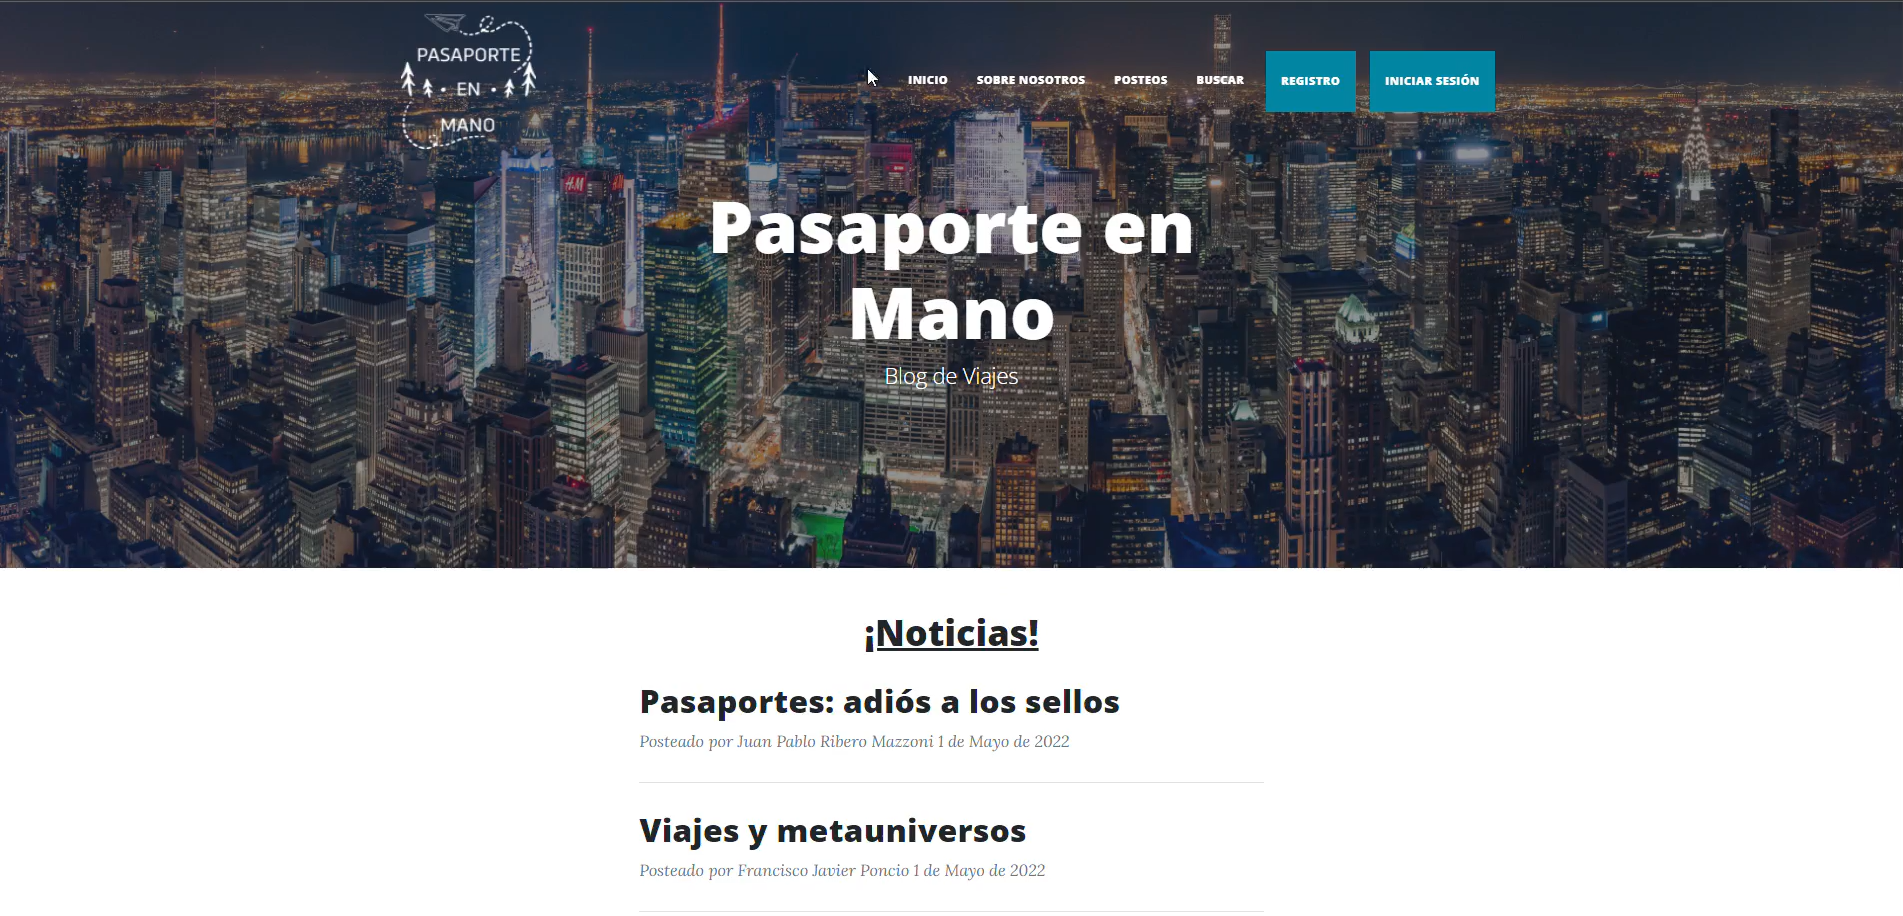 PASAPORTE
• EN •
MANO
INICIO
SOBRE NOSOTROS
POSTEOS
BUSCAR
REGISTRO
INICIAR SESIÓN
H&M
Pasaporte en
Mano
Blog de Viajes
¡Noticias!
Pasaportes: adiós a los sellos
Posteado por Juan Pablo Ribero Mazzoni 1 de Mayo de 2022
Viajes y metauniversos
Posteado por Francisco Javier Poncio 1 de Mayo de 2022